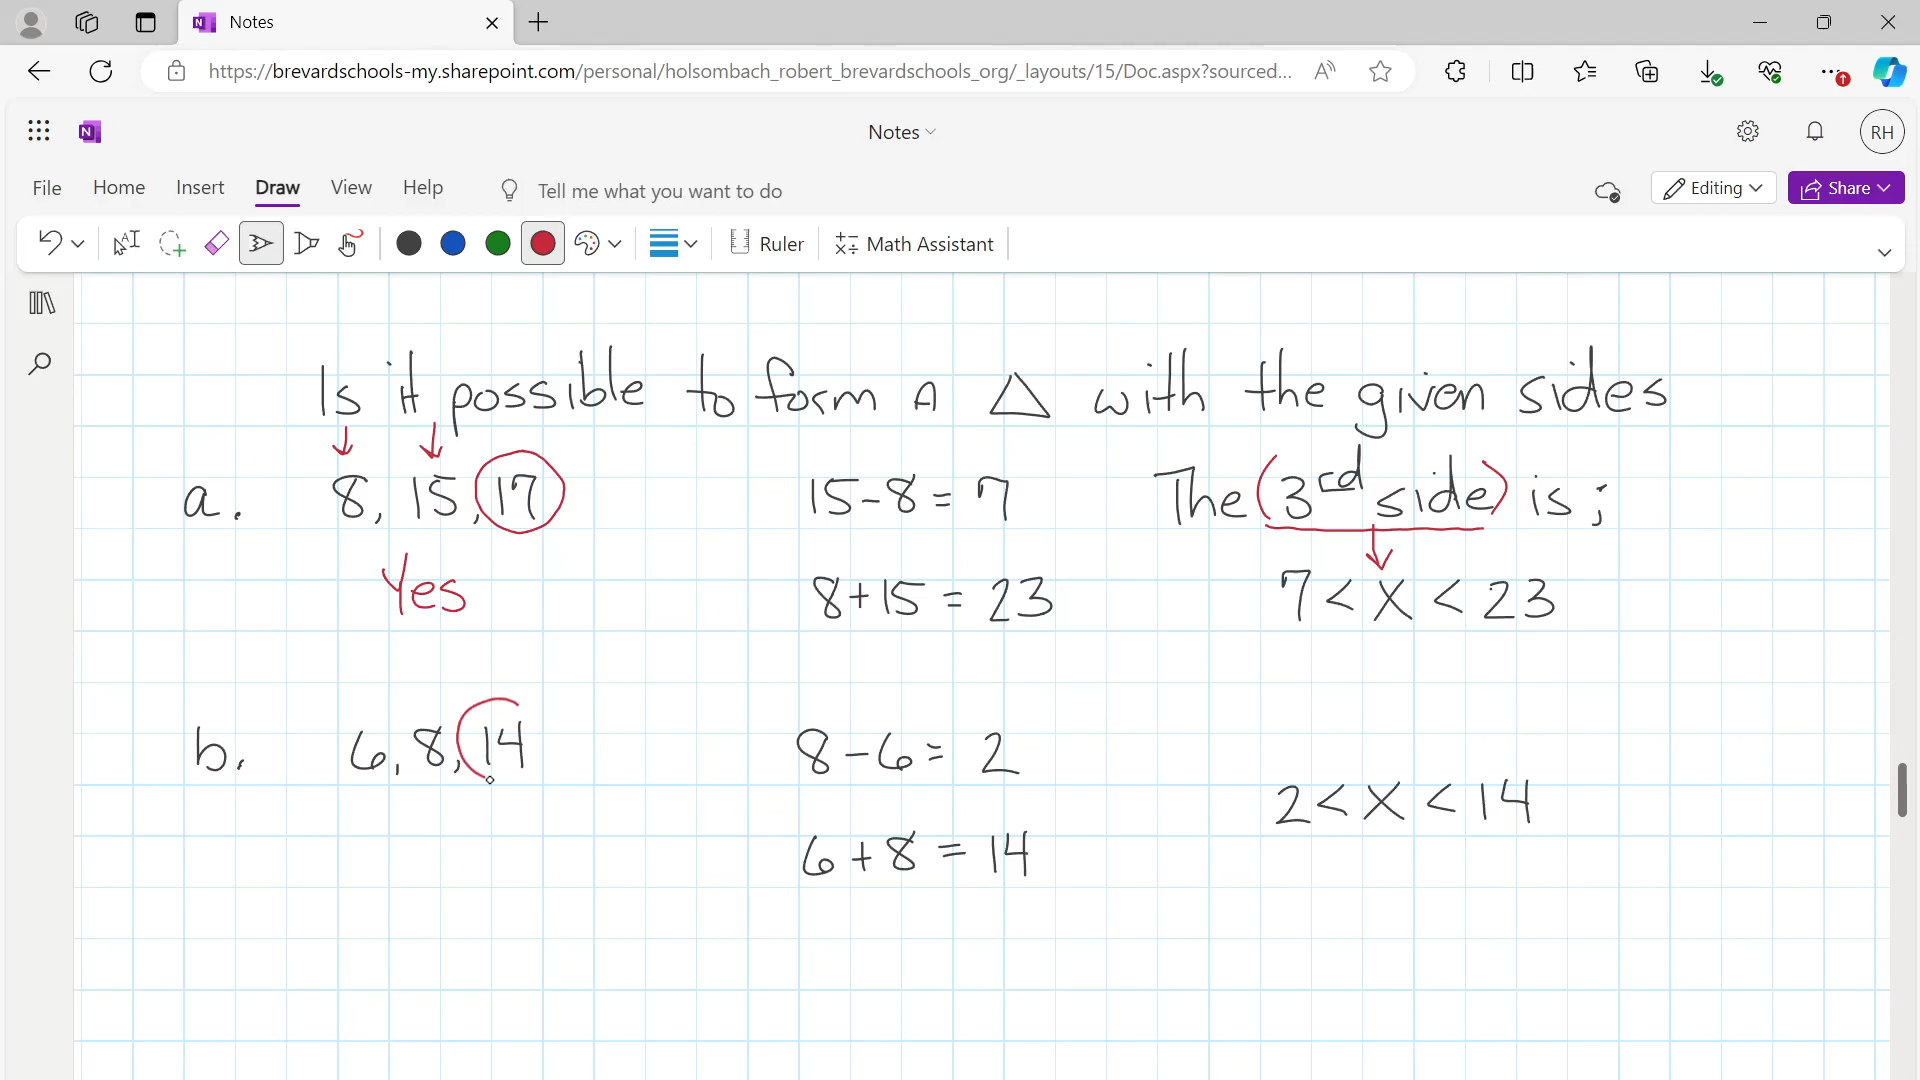 Notes
https://brevardschools-my.sharepoint.com/personal/holsombach_robert_brevardschools_org/_layouts/15/Doc.aspx?sourced...
Notes
RH
File Home Insert Draw View Help Tell me what you want to do Editing Share
Ruler Math Assistant
Is it possible to form A △ with the given sides
a. 8, 15, 17 15-8 = 7 The (3rd side) is;
Yes 8+15 = 23 7 < x < 23
b. 6, 8, 14 8-6 = 2
2 < x < 14
6+8 = 14